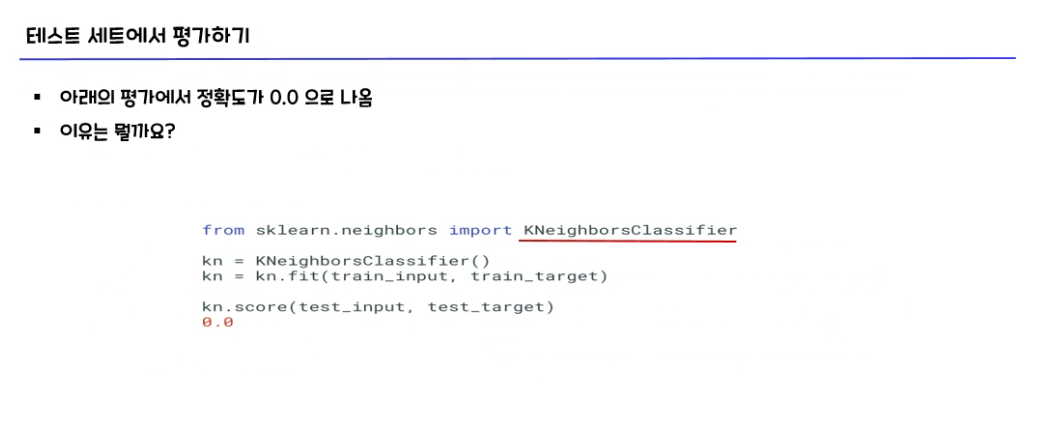 테스트 세트에서 평가하기
▪ 아래의 평가에서 정확도가 0.0 으로 나옴
▪ 이유는 뭘까요?
from sklearn.neighbors import KNeighborsClassifier
kn = KNeighborsClassifier()
kn = kn.fit(train_input, train_target)
kn.score(test_input, test_target)
0.0